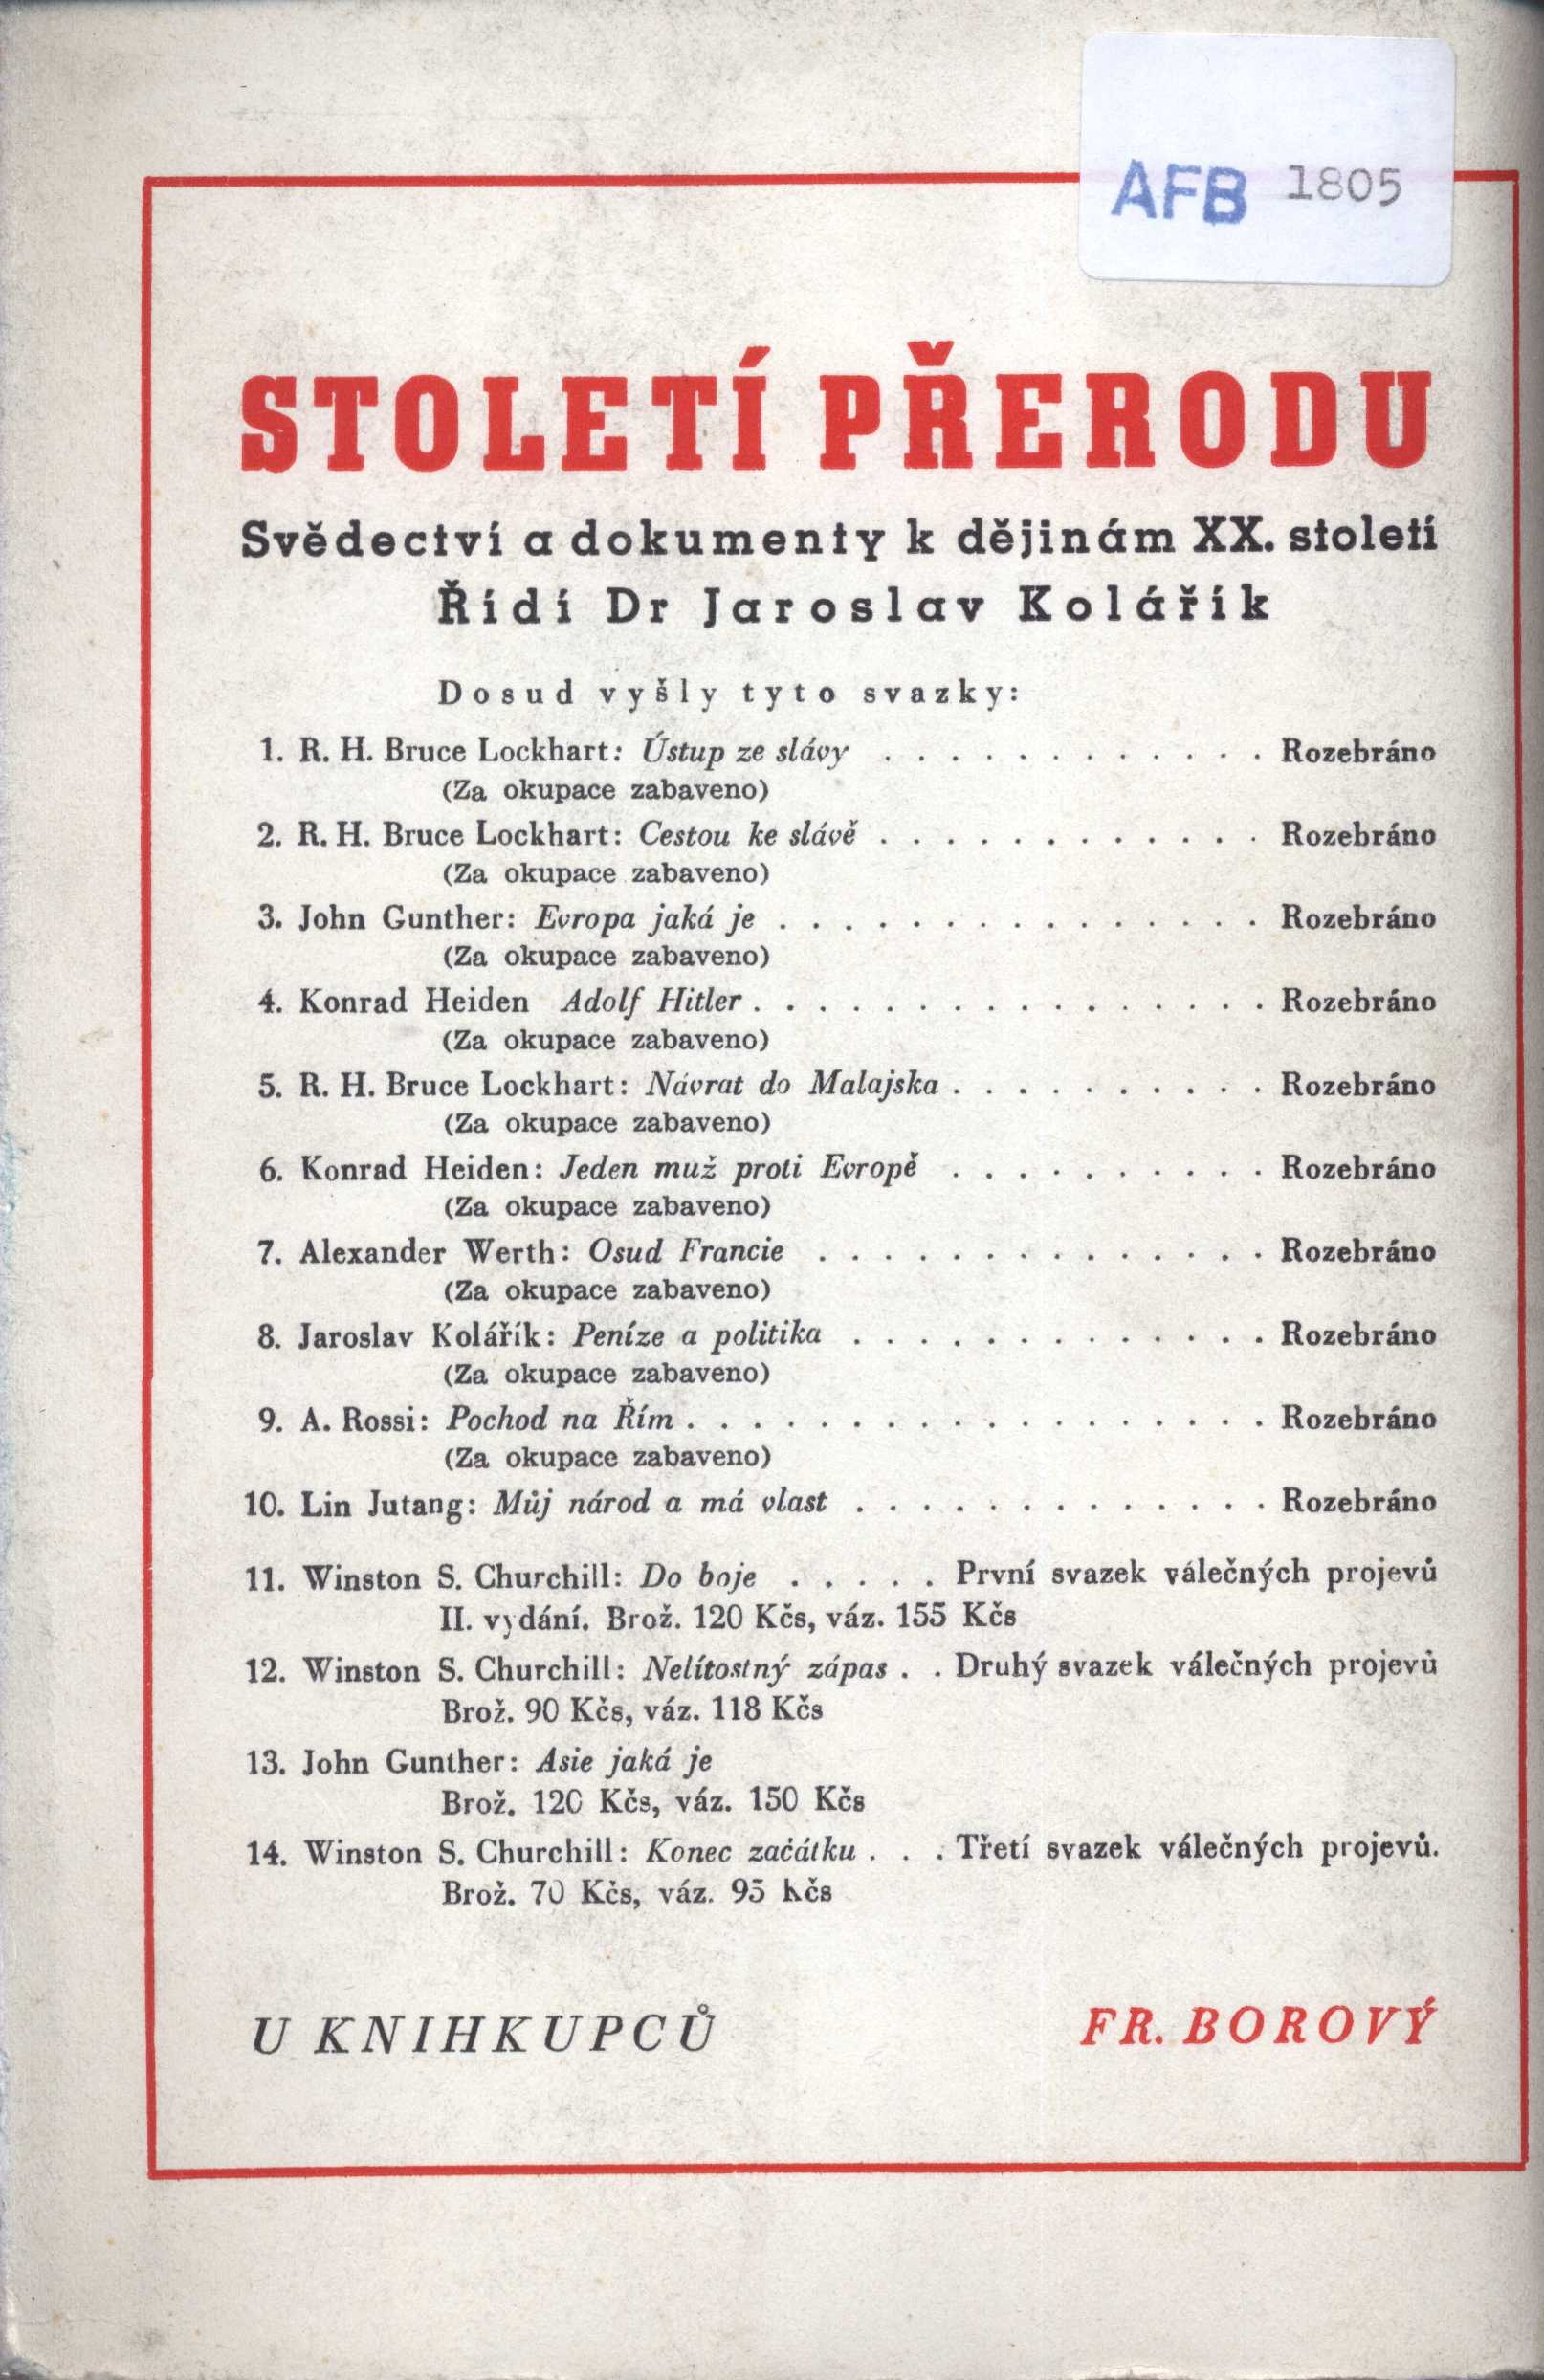 AFB 1805
STOLETÍ PŘERODU
Svědectví a dokumenty k dějinám XX. století
Řídí Dr Jaroslav Kolářík
Dosud vyšly tyto svazky:
1. R. H. Bruce Lockhart: Ústup ze slávy . . . . . . . . . . . . Rozebráno
(Za okupace zabaveno)
2. R. H. Bruce Lockhart: Cestou ke slávě . . . . . . . . . . . . Rozebráno
(Za okupace zabaveno)
3. John Gunther: Evropa jaká je . . . . . . . . . . . . . . . Rozebráno
(Za okupace zabaveno)
4. Konrad Heiden Adolf Hitler . . . . . . . . . . . . . . . . Rozebráno
(Za okupace zabaveno)
5. R. H. Bruce Lockhart: Návrat do Malajska . . . . . . . . . . Rozebráno
(Za okupace zabaveno)
6. Konrad Heiden: Jeden muž proti Evropě . . . . . . . . . . Rozebráno
(Za okupace zabaveno)
7. Alexander Werth: Osud Francie . . . . . . . . . . . . . . Rozebráno
(Za okupace zabaveno)
8. Jaroslav Kolářík: Peníze a politika . . . . . . . . . . . . . Rozebráno
(Za okupace zabaveno)
9. A. Rossi: Pochod na Řím . . . . . . . . . . . . . . . . . . Rozebráno
(Za okupace zabaveno)
10. Lin Jutang: Můj národ a má vlast . . . . . . . . . . . . . Rozebráno
11. Winston S. Churchill: Do boje . . . . . První svazek válečných projevů
II. vydání. Brož. 120 Kčs, váz. 155 Kčs
12. Winston S. Churchill: Nelítostný zápas . . Druhý svazek válečných projevů
Brož. 90 Kčs, váz. 118 Kčs
13. John Gunther: Asie jaká je
Brož. 120 Kčs, váz. 150 Kčs
14. Winston S. Churchill: Konec začátku . . . Třetí svazek válečných projevů.
Brož. 70 Kčs, váz. 95 Kčs
U KNIHKUPCŮ FR. BOROVÝ